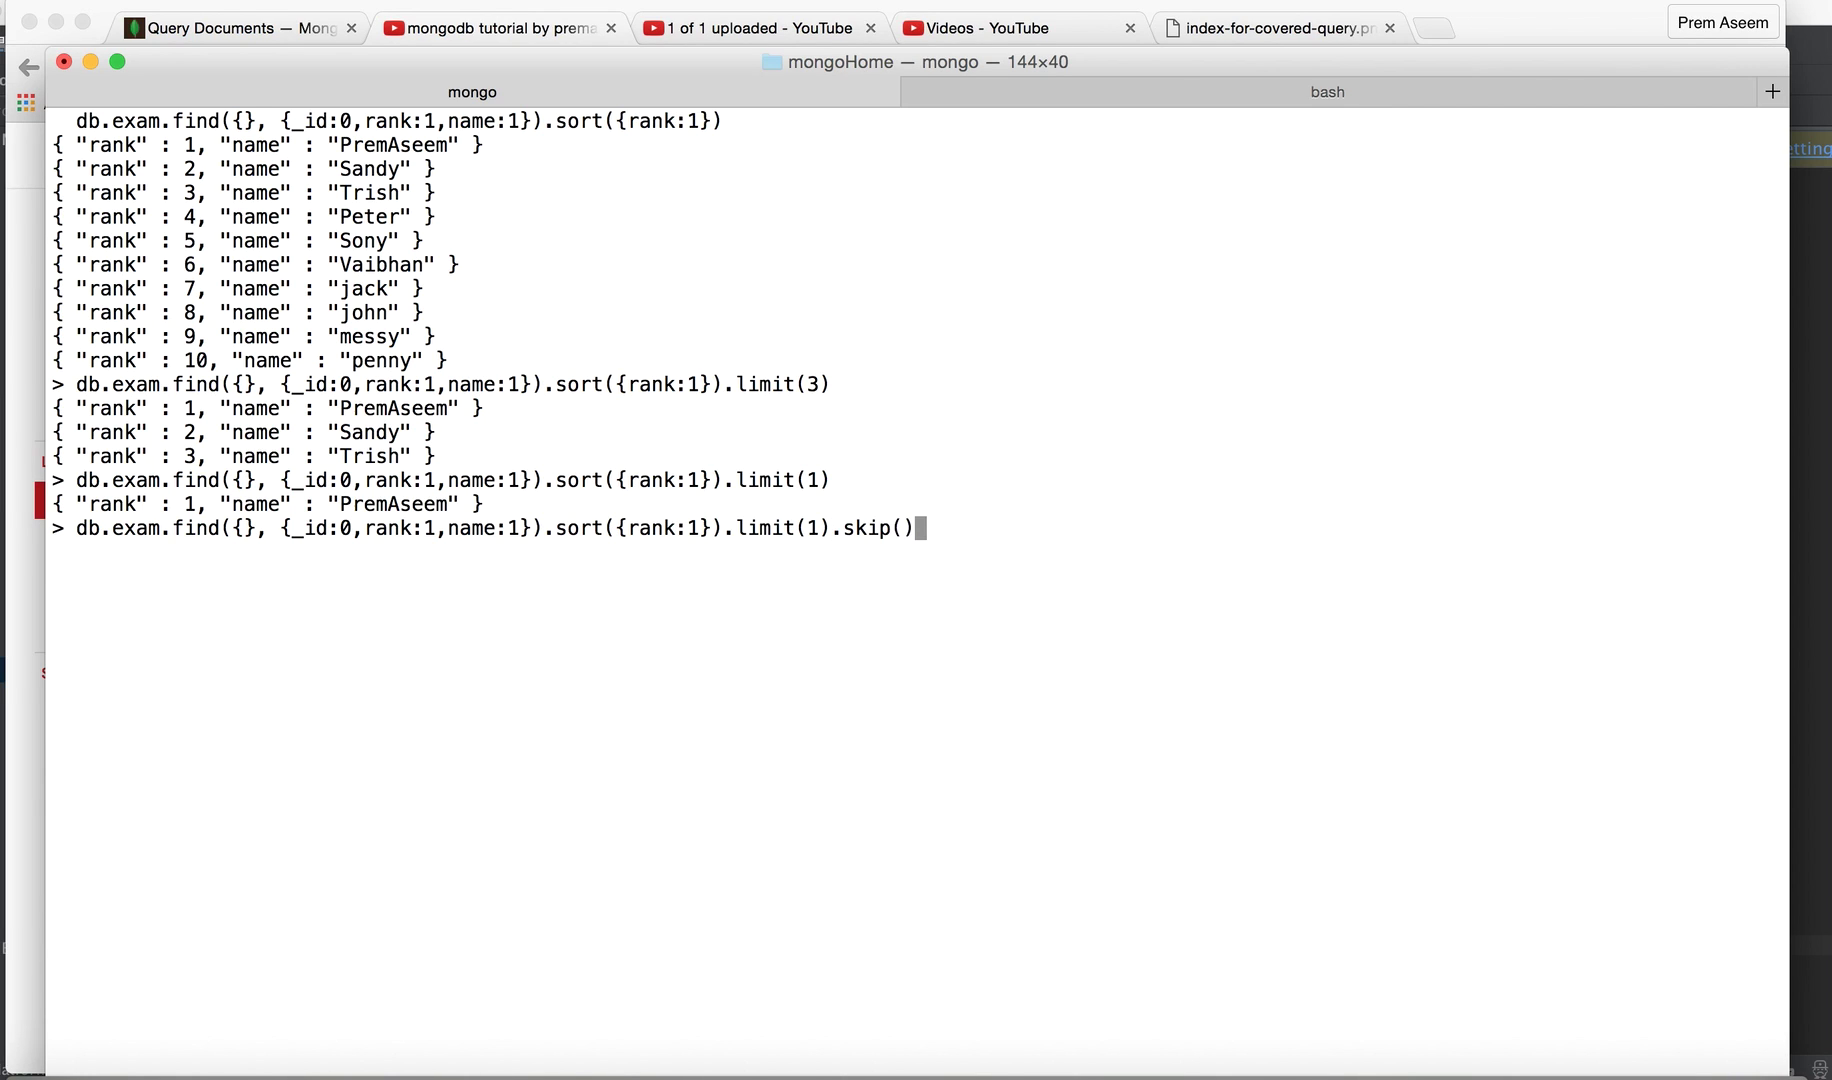 Query Documents — Mong
mongodb tutorial by prema
1 of 1 uploaded - YouTube
Videos - YouTube
index-for-covered-query.pn
Prem Aseem
mongoHome — mongo — 144×40
mongo
bash
db.exam.find({}, {_id:0,rank:1,name:1}).sort({rank:1})
{ "rank" : 1, "name" : "PremAseem" }
{ "rank" : 2, "name" : "Sandy" }
{ "rank" : 3, "name" : "Trish" }
{ "rank" : 4, "name" : "Peter" }
{ "rank" : 5, "name" : "Sony" }
{ "rank" : 6, "name" : "Vaibhan" }
{ "rank" : 7, "name" : "jack" }
{ "rank" : 8, "name" : "john" }
{ "rank" : 9, "name" : "messy" }
{ "rank" : 10, "name" : "penny" }
> db.exam.find({}, {_id:0,rank:1,name:1}).sort({rank:1}).limit(3)
{ "rank" : 1, "name" : "PremAseem" }
{ "rank" : 2, "name" : "Sandy" }
{ "rank" : 3, "name" : "Trish" }
> db.exam.find({}, {_id:0,rank:1,name:1}).sort({rank:1}).limit(1)
{ "rank" : 1, "name" : "PremAseem" }
> db.exam.find({}, {_id:0,rank:1,name:1}).sort({rank:1}).limit(1).skip()
etting